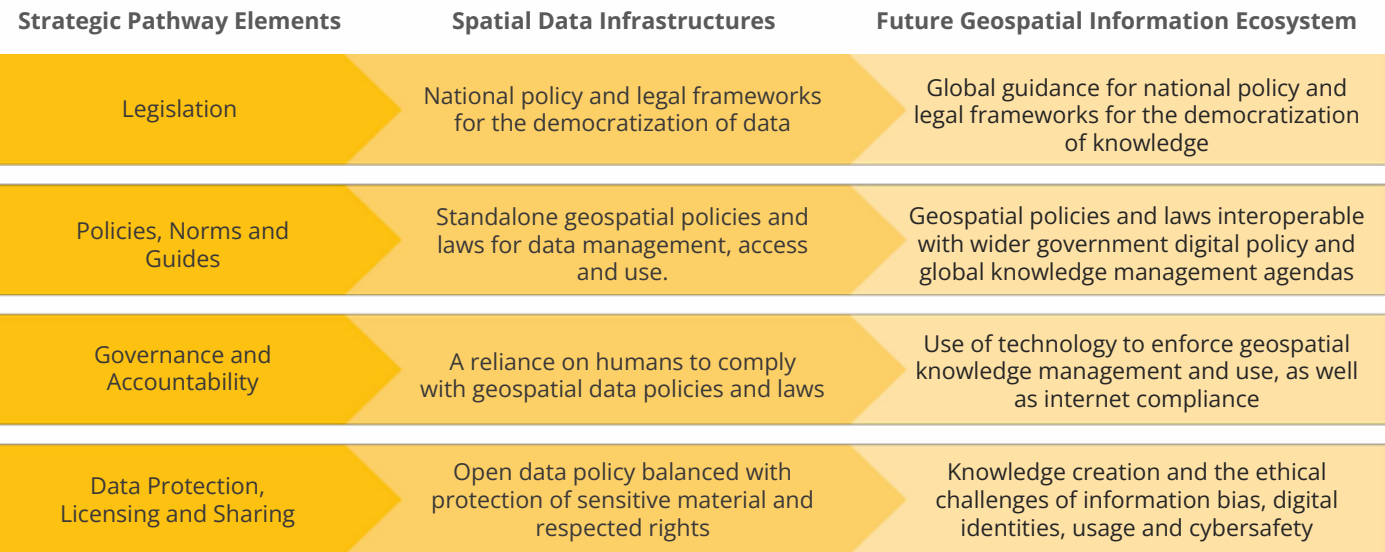 Strategic Pathway Elements
Spatial Data Infrastructures
Future Geospatial Information Ecosystem
Legislation
National policy and legal frameworks
for the democratization of data
Global guidance for national policy and
legal frameworks for the democratization
of knowledge
Policies, Norms and
Guides
Standalone geospatial policies and
laws for data management, access
and use.
Geospatial policies and laws interoperable
with wider government digital policy and
global knowledge management agendas
Governance and
Accountability
A reliance on humans to comply
with geospatial data policies and laws
Use of technology to enforce geospatial
knowledge management and use, as well
as internet compliance
Data Protection,
Licensing and Sharing
Open data policy balanced with
protection of sensitive material and
respected rights
Knowledge creation and the ethical
challenges of information bias, digital
identities, usage and cybersafety